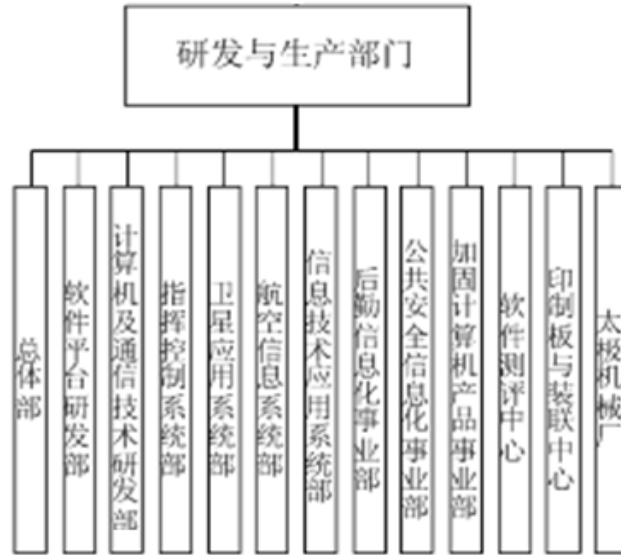 研发与生产部门
总体部
软件平台研发部
计算机及通信技术研发部
指挥控制系统部
卫星应用系统部
航空信息系统部
信息技术应用系统部
后勤信息化事业部
公共安全信息化事业部
加固计算机产品事业部
软件测评中心
印制板与装联中心
太极机械厂